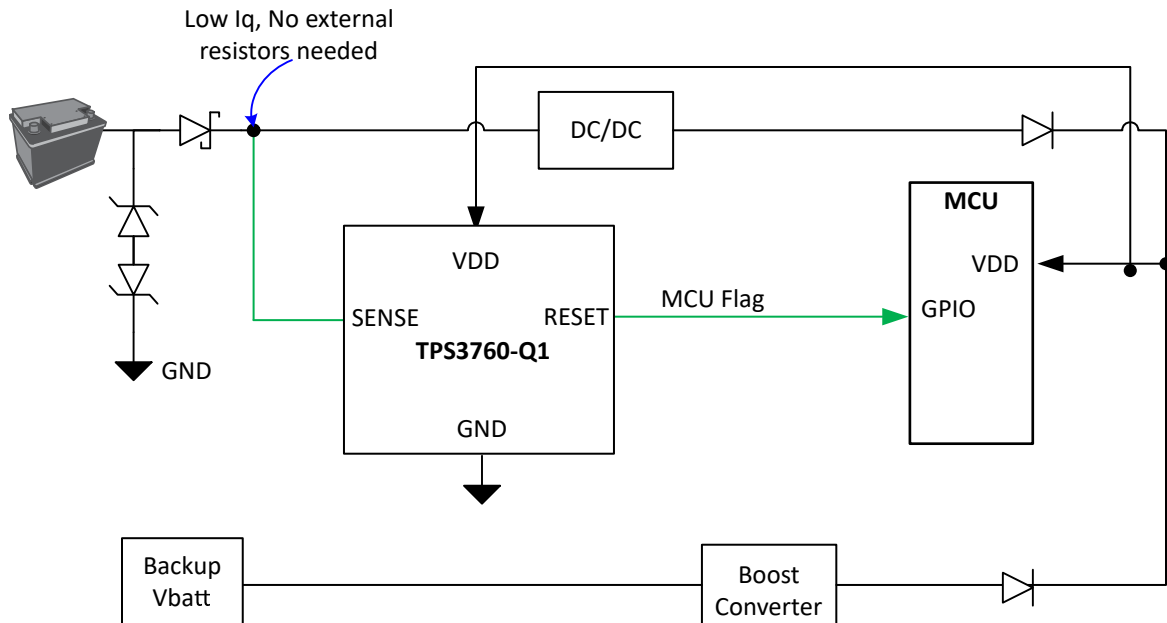 Low Iq, No external
resistors needed
DC/DC
MCU
VDD
VDD
GPIO
MCU Flag
SENSE
RESET
TPS3760-Q1
GND
GND
Backup
Vbatt
Boost
Converter